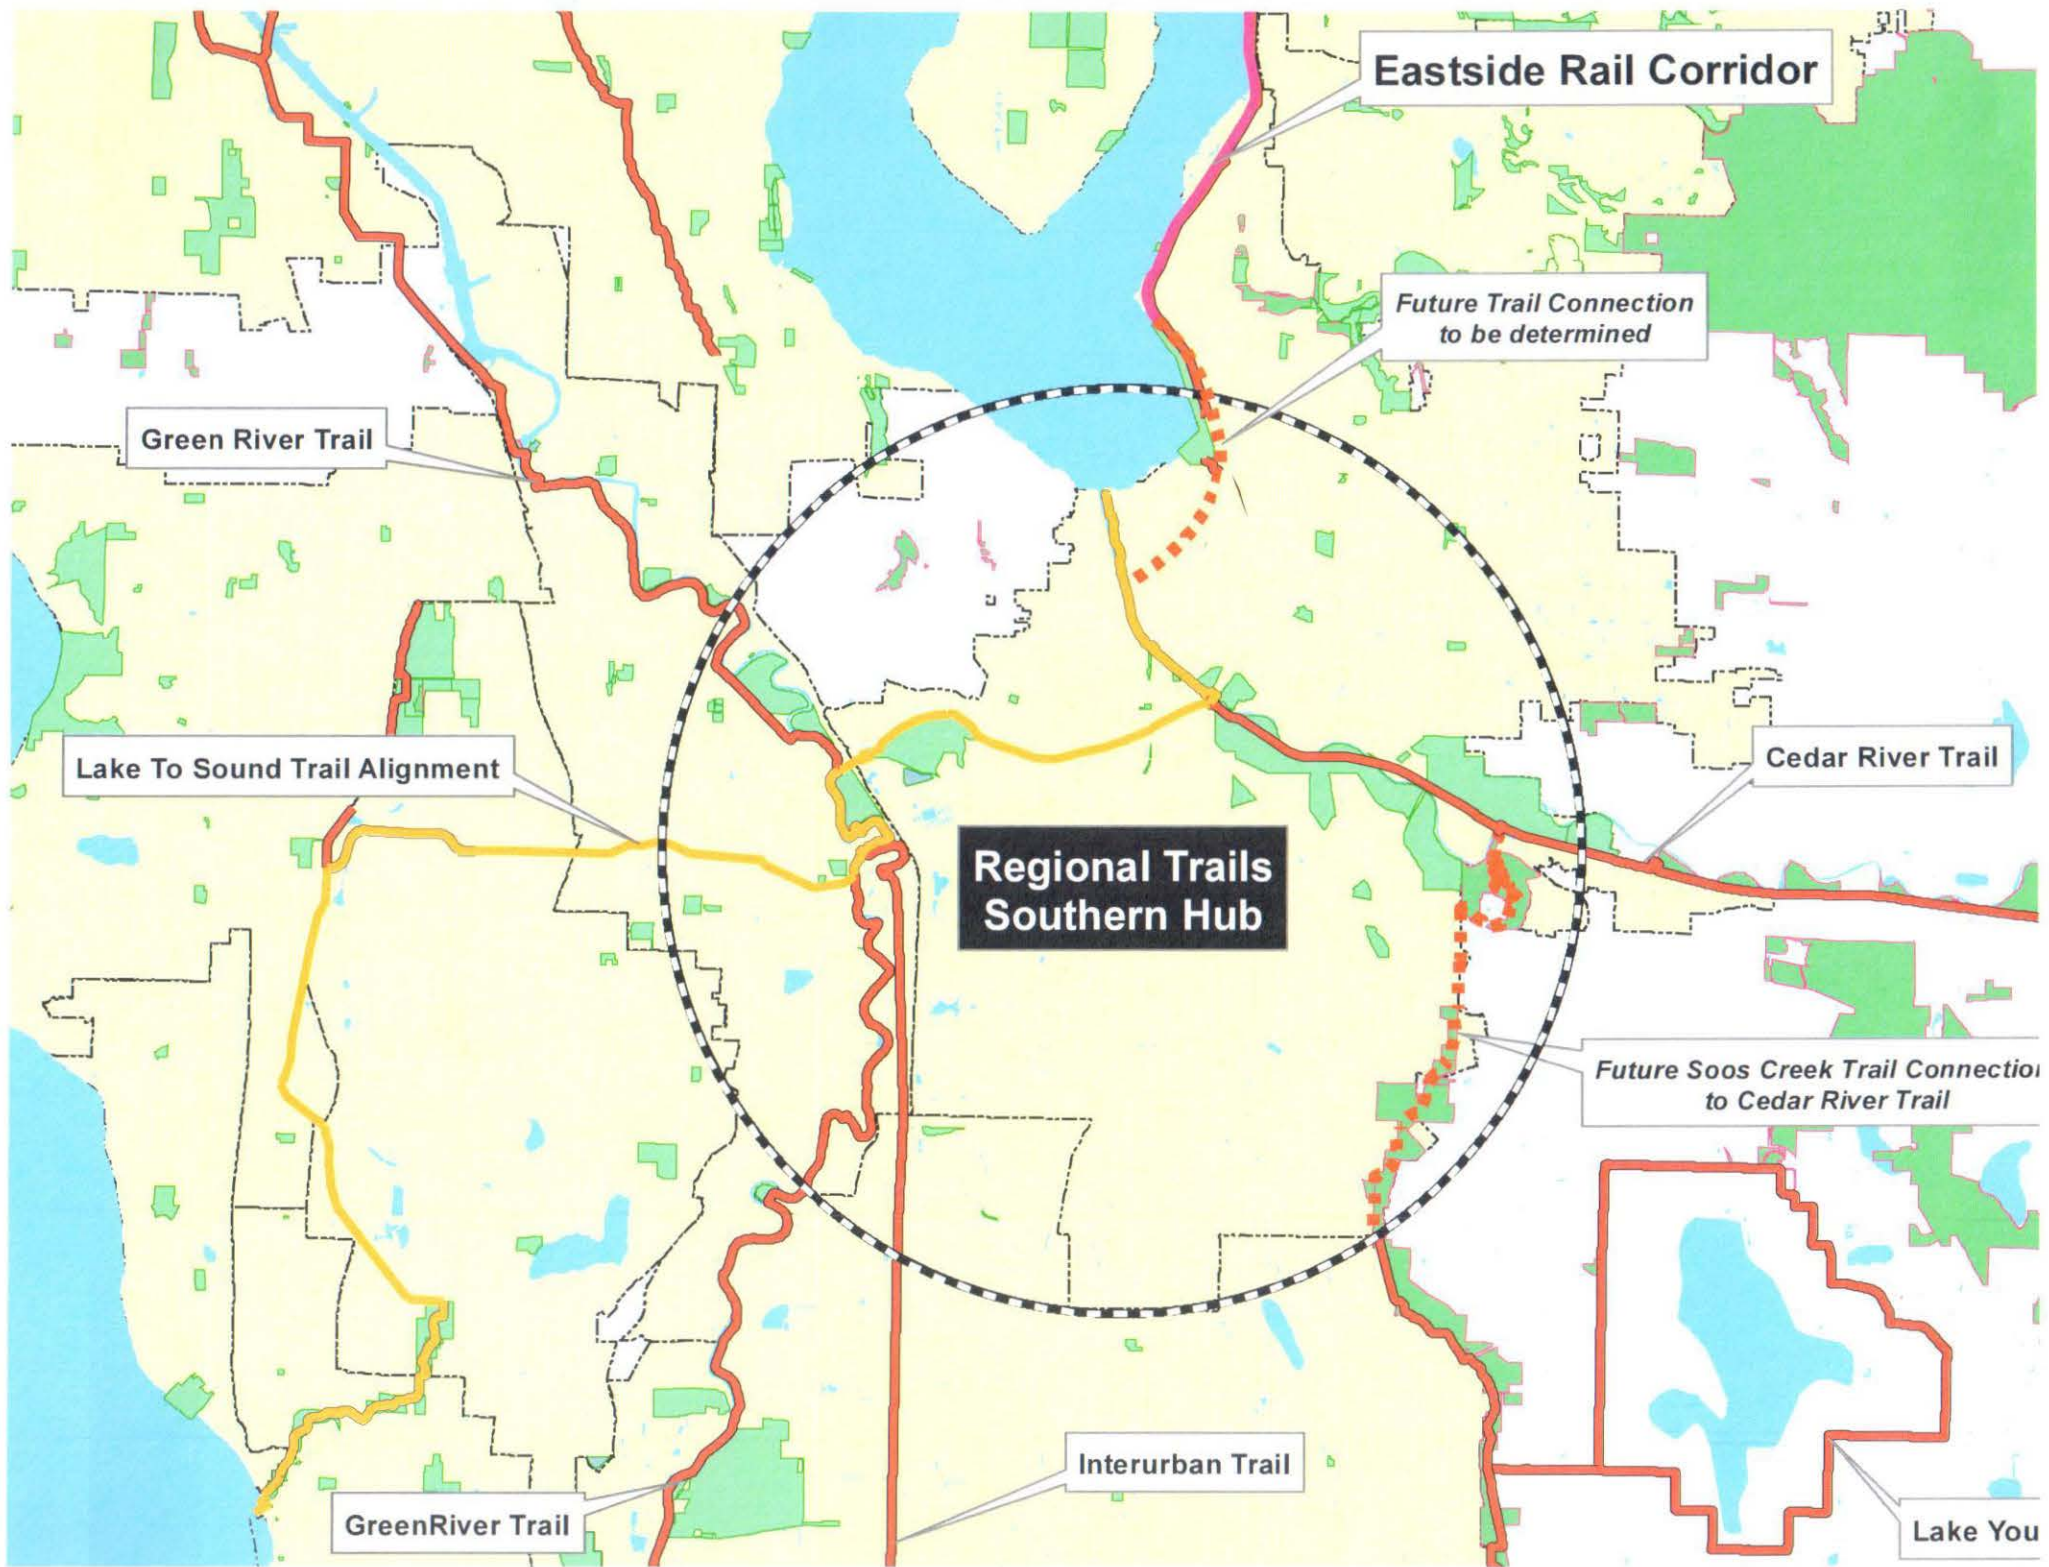 Eastside Rail Corridor
Future Trail Connection
to be determined
Green River Trail
Lake To Sound Trail Alignment
Cedar River Trail
Regional Trails
Southern Hub
Future Soos Creek Trail Connection
to Cedar River Trail
Interurban Trail
GreenRiver Trail
Lake You